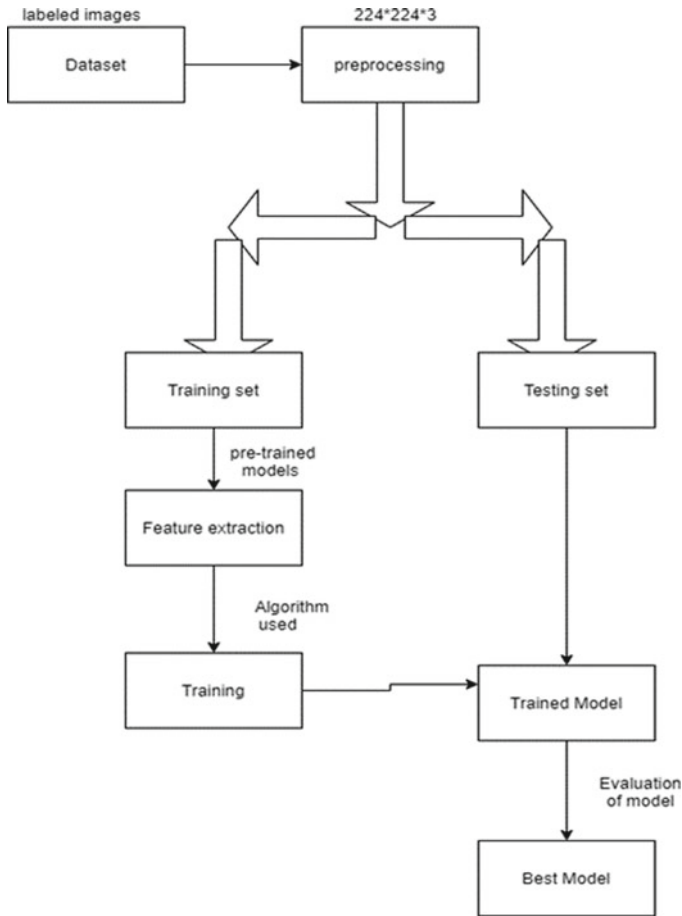 labeled images
224*224*3
Dataset
preprocessing
Training set
Testing set
pre-trained
models
Feature extraction
Algorithm
used
Training
Trained Model
Evaluation
of model
Best Model